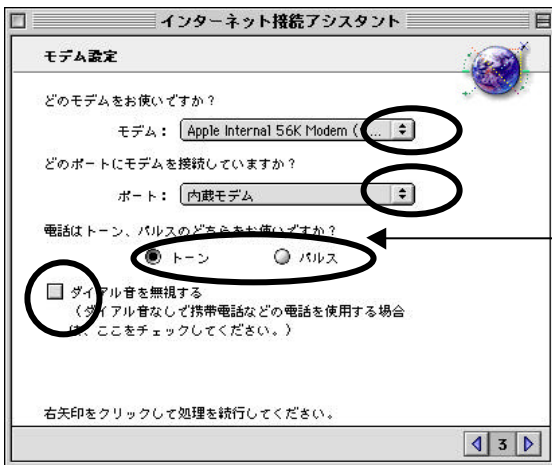 インターネット接続アシスタント
モデム設定
どのモデムをお使いですか？
モデム： Apple Internal 56K Modem (...
どのポートにモデムを接続していますか？
ポート： 内蔵モデム
電話はトーン、パルスのどちらをお使いですか？
トーン パルス
ダイアル音を無視する
（ダイアル音なしで携帯電話などの電話を使用する場合
は、ここをチェックしてください。）
右矢印をクリックして処理を続行してください。
3